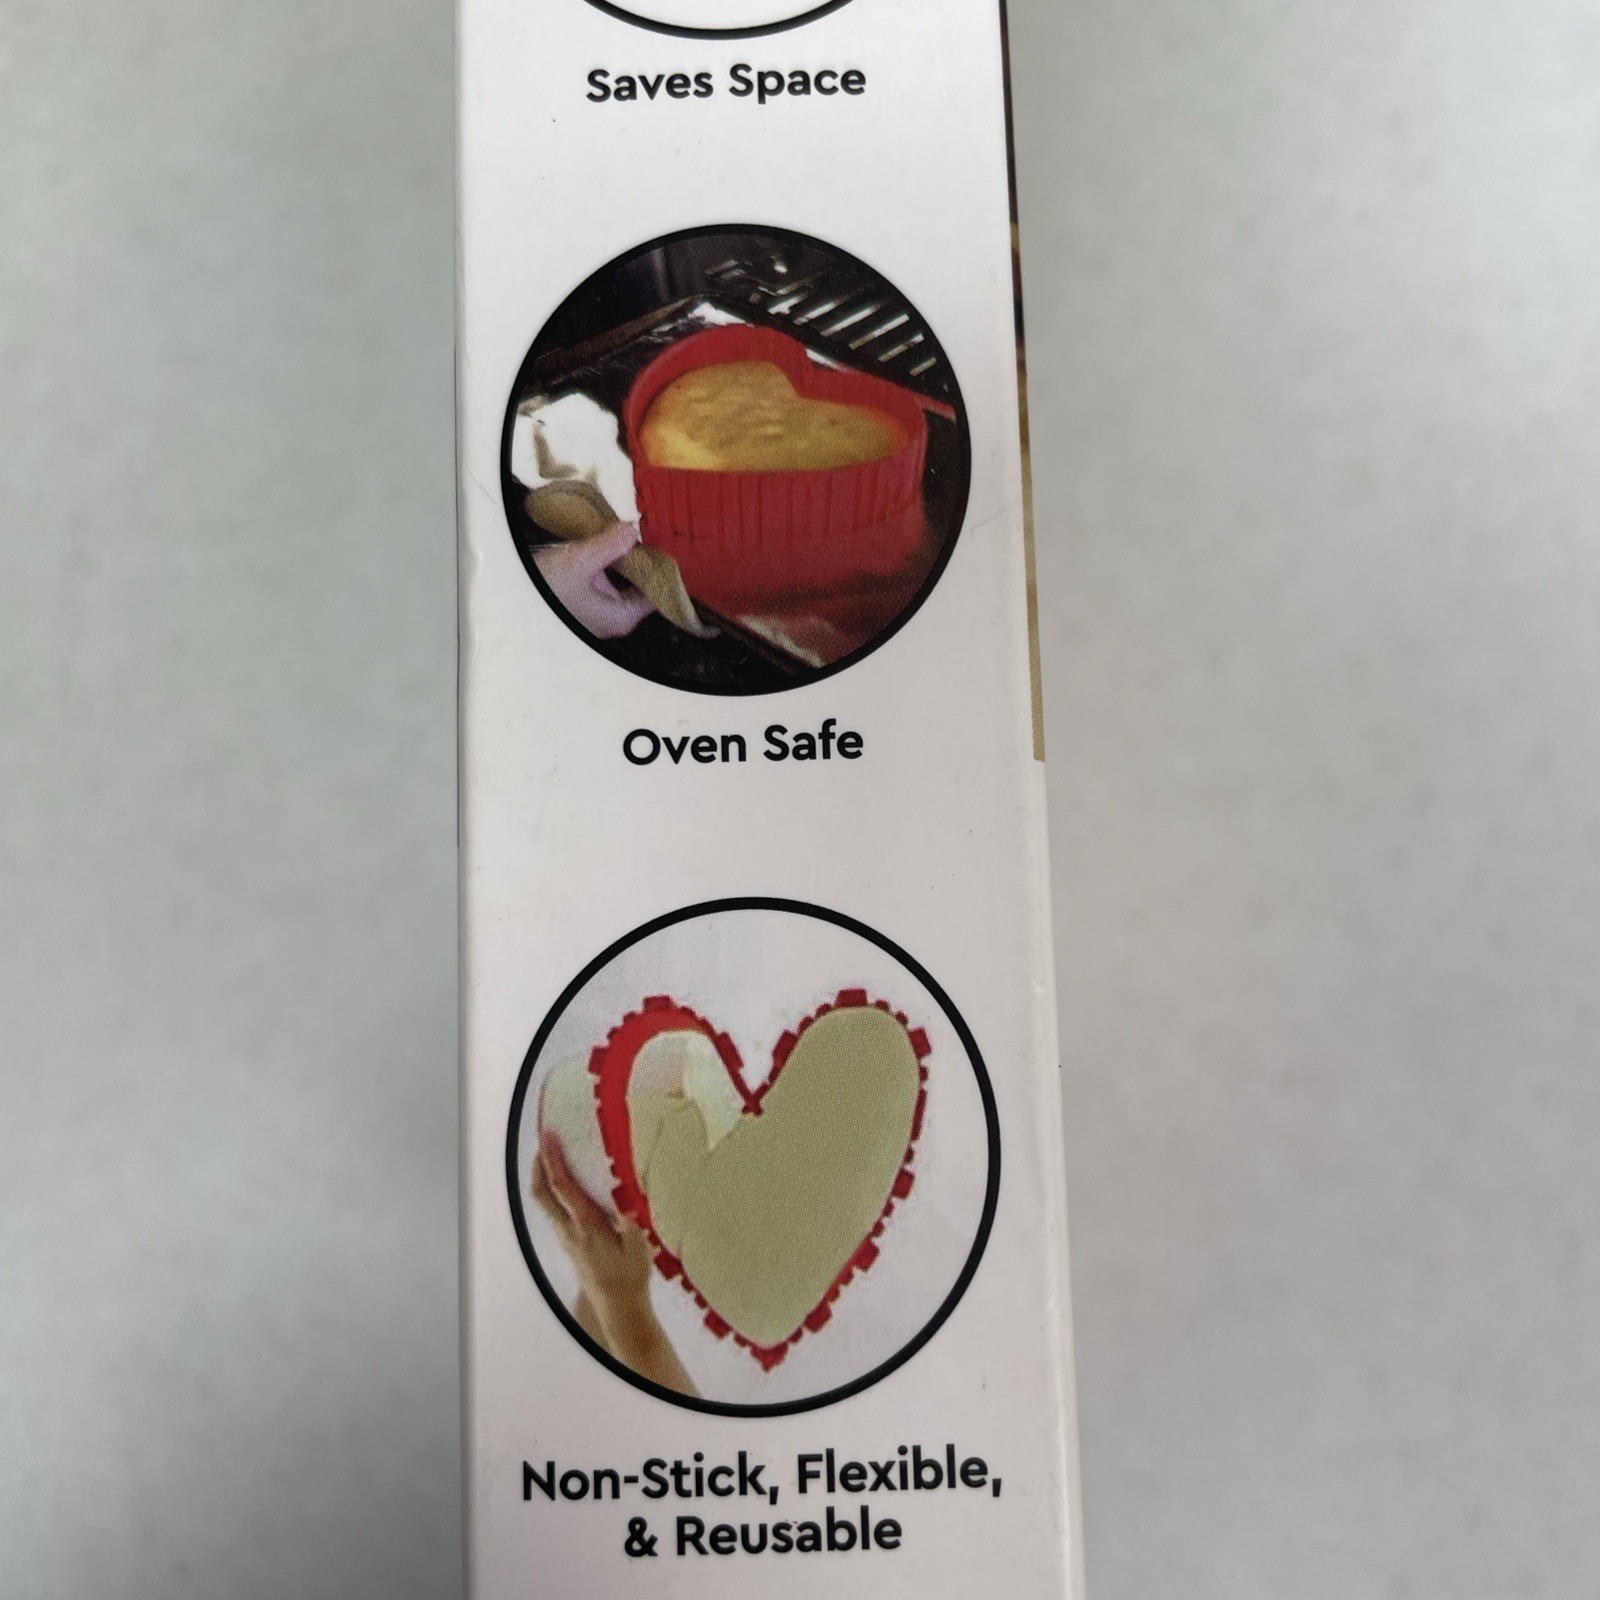 Saves Space
Oven Safe
Non-Stick, Flexible,
& Reusable